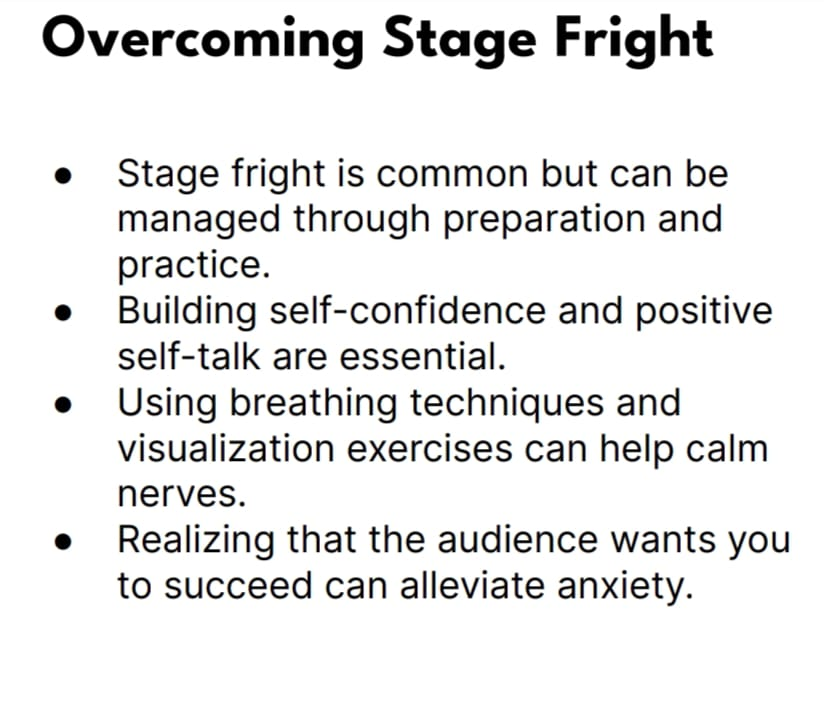 Overcoming Stage Fright
● Stage fright is common but can be
managed through preparation and
practice.
● Building self-confidence and positive
self-talk are essential.
● Using breathing techniques and
visualization exercises can help calm
nerves.
● Realizing that the audience wants you
to succeed can alleviate anxiety.